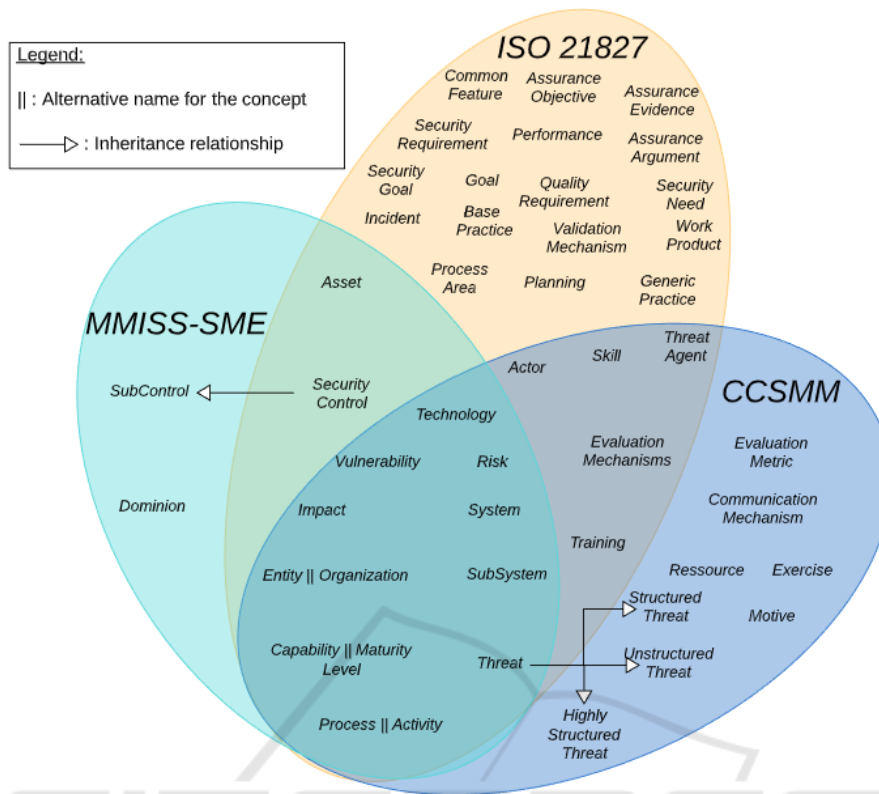 Legend:
|| : Alternative name for the concept
: Inheritance relationship
ISO 21827
Common
Feature
Assurance
Objective
Assurance
Evidence
Security
Requirement
Performance
Assurance
Argument
Security
Goal
Goal
Quality
Requirement
Security
Need
Incident
Base
Practice
Validation
Mechanism
Work
Product
Asset
Process
Area
Planning
Generic
Practice
MMISS-SME
SubControl
Security
Control
Dominion
Actor
Skill
Threat
Agent
CCSMM
Technology
Vulnerability
Risk
Evaluation
Mechanisms
Evaluation
Metric
Impact
System
Communication
Mechanism
Training
Entity || Organization
SubSystem
Ressource
Exercise
Structured
Threat
Motive
Capability || Maturity
Level
Threat
Unstructured
Threat
Process || Activity
Highly
Structured
Threat